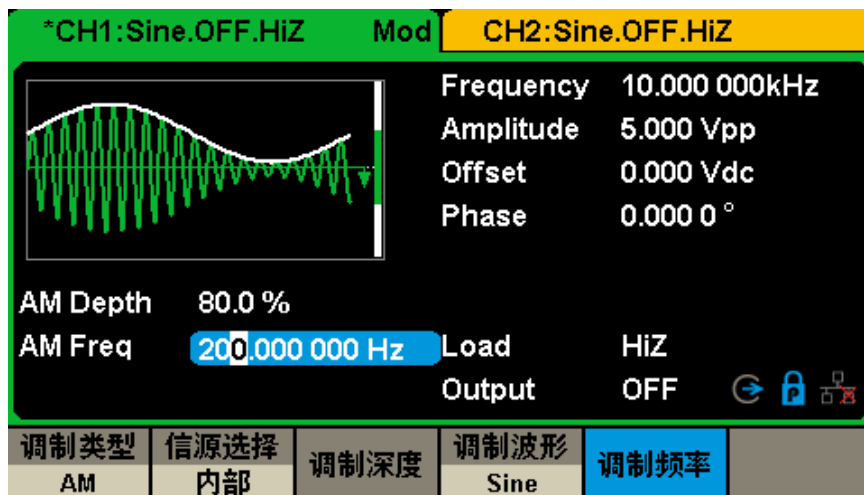 *CH1:Sine.OFF.HiZ Mod CH2:Sine.OFF.HiZ
Frequency 10.000 000kHz
Amplitude 5.000 Vpp
Offset 0.000 Vdc
Phase 0.000 0 °
AM Depth 80.0 %
AM Freq 200.000 000 Hz Load HiZ
Output OFF P
调制类型 信源选择 调制深度 调制波形 调制频率
AM 内部 Sine